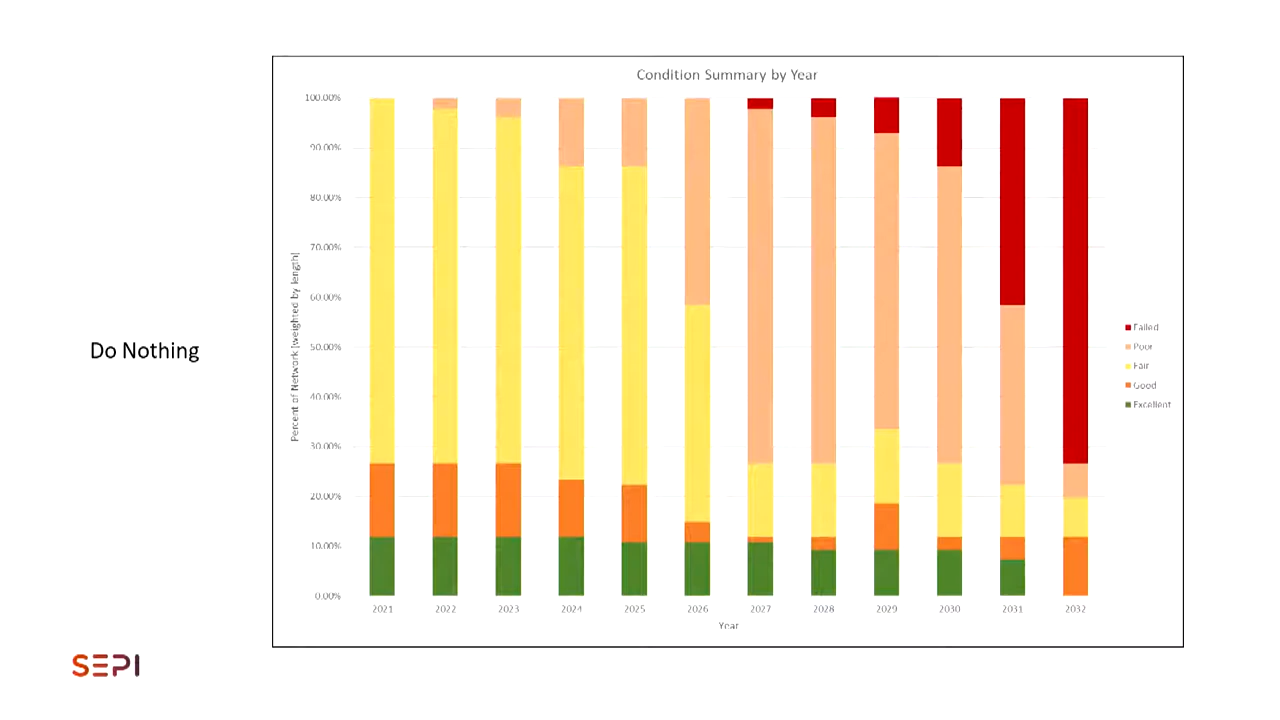 Condition Summary by Year
100.00%
90.00%
80.00%
70.00%
60.00%
50.00%
40.00%
30.00%
20.00%
10.00%
0.00%
Percent of Network [weighted by length]
2021 2022 2023 2024 2025 2026 2027 2028 2029 2030 2031 2032
Year
Failed
Poor
Fair
Good
Excellent
Do Nothing
SEPI